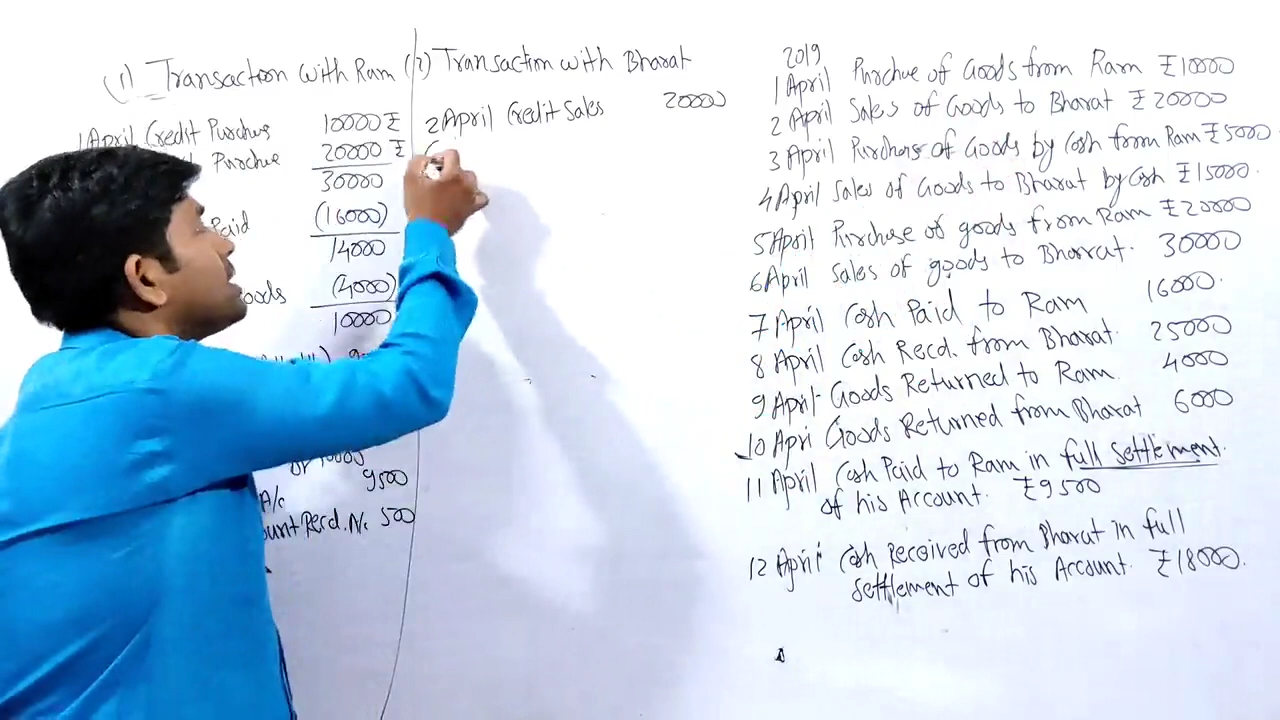 (1) Transaction with Ram
1 April Credit Purchase 10000 ₹
Purchase 20000 ₹
30000
Paid (16000)
14000
(4000)
10000
9500
A/c
Recd. A/c 500
(2) Transaction with Bharat
2 April Credit Sales 20000
6
2019
1 April Purchase of Goods from Ram ₹10000
2 April Sales of Goods to Bharat ₹20000
3 April Purchase of Goods by Cash from Ram ₹5000
4 April Sales of Goods to Bharat by Cash ₹15000.
5 April Purchase of goods from Ram ₹20000
6 April Sales of goods to Bharat. 30000
7 April Cash Paid to Ram 16000.
8 April Cash Recd. from Bharat. 25000
9 April Goods Returned to Ram. 4000
10 Apri Goods Returned from Bharat 6000
11 April Cash Paid to Ram in full Settlement.
of his Account. ₹9500
12 April Cash Received from Bharat in full
Settlement of his Account. ₹18000.